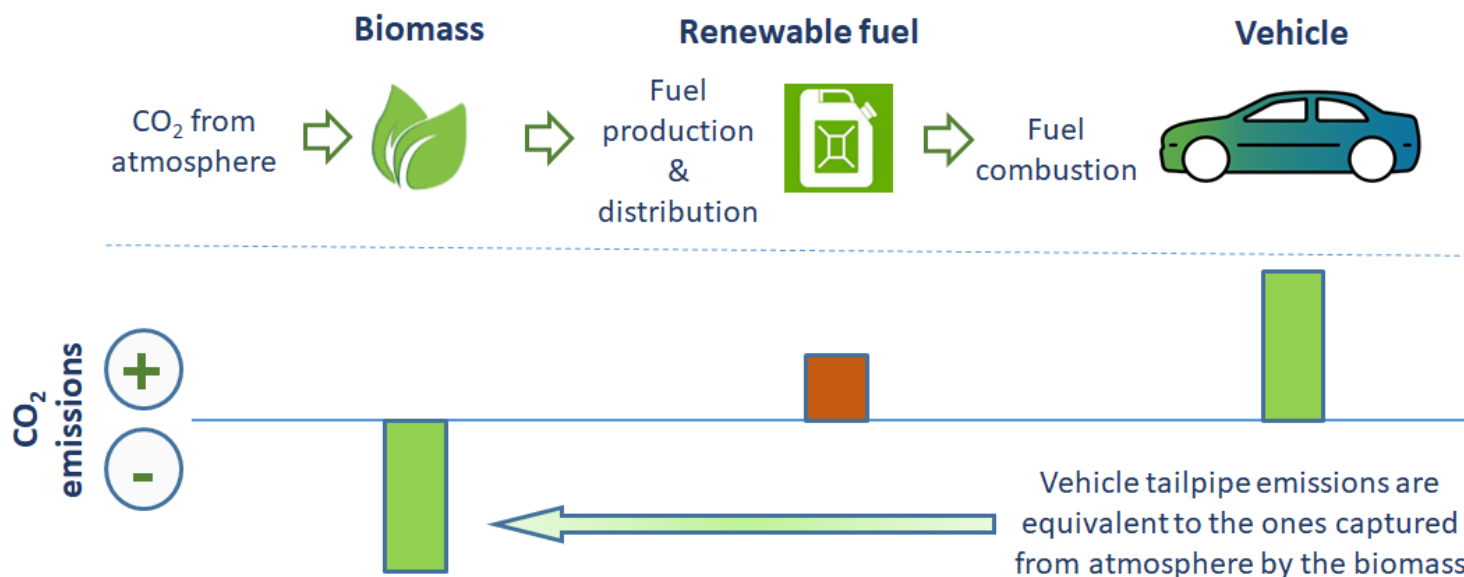 Biomass
Renewable fuel
Vehicle
CO₂ from
atmosphere
Fuel
production
&
distribution
Fuel
combustion
CO₂
emissions
+
-
Vehicle tailpipe emissions are
equivalent to the ones captured
from atmosphere by the biomass